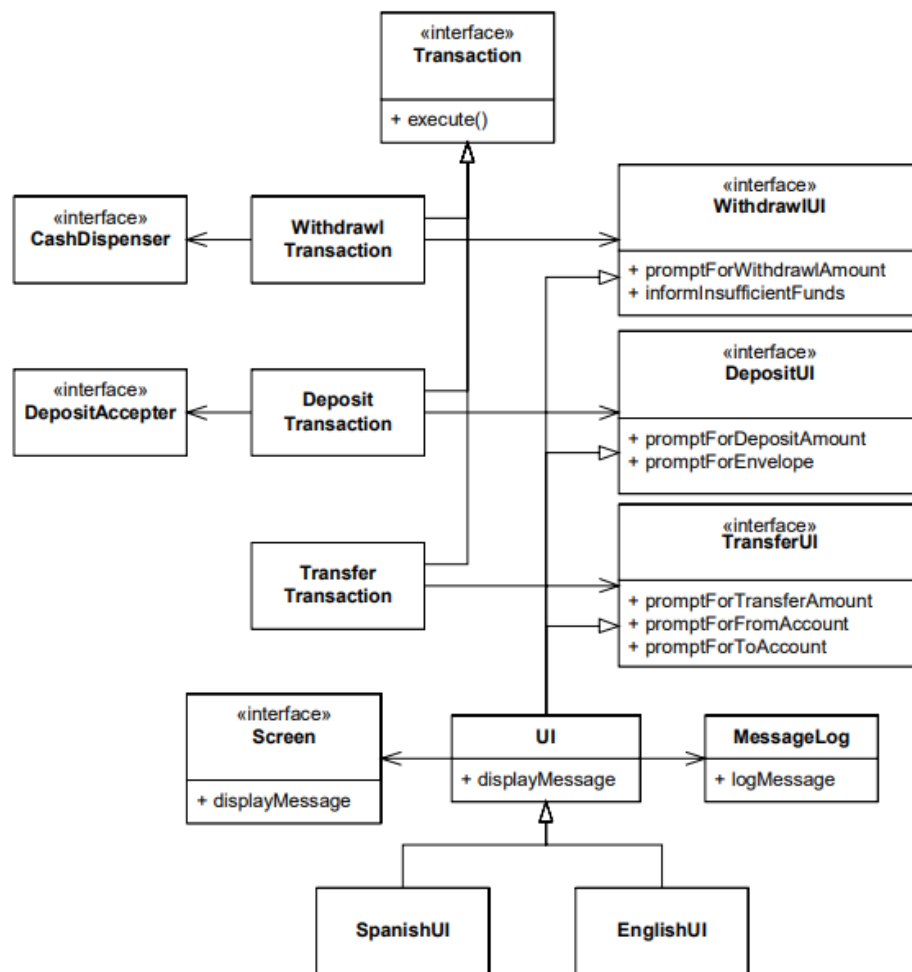 «interface»
Transaction
+ execute()
«interface»
CashDispenser
Withdrawl
Transaction
«interface»
WithdrawlUI
+ promptForWithdrawlAmount
+ informInsufficientFunds
«interface»
DepositAccepter
Deposit
Transaction
«interface»
DepositUI
+ promptForDepositAmount
+ promptForEnvelope
Transfer
Transaction
«interface»
TransferUI
+ promptForTransferAmount
+ promptForFromAccount
+ promptForToAccount
«interface»
Screen
+ displayMessage
UI
+ displayMessage
MessageLog
+ logMessage
SpanishUI
EnglishUI